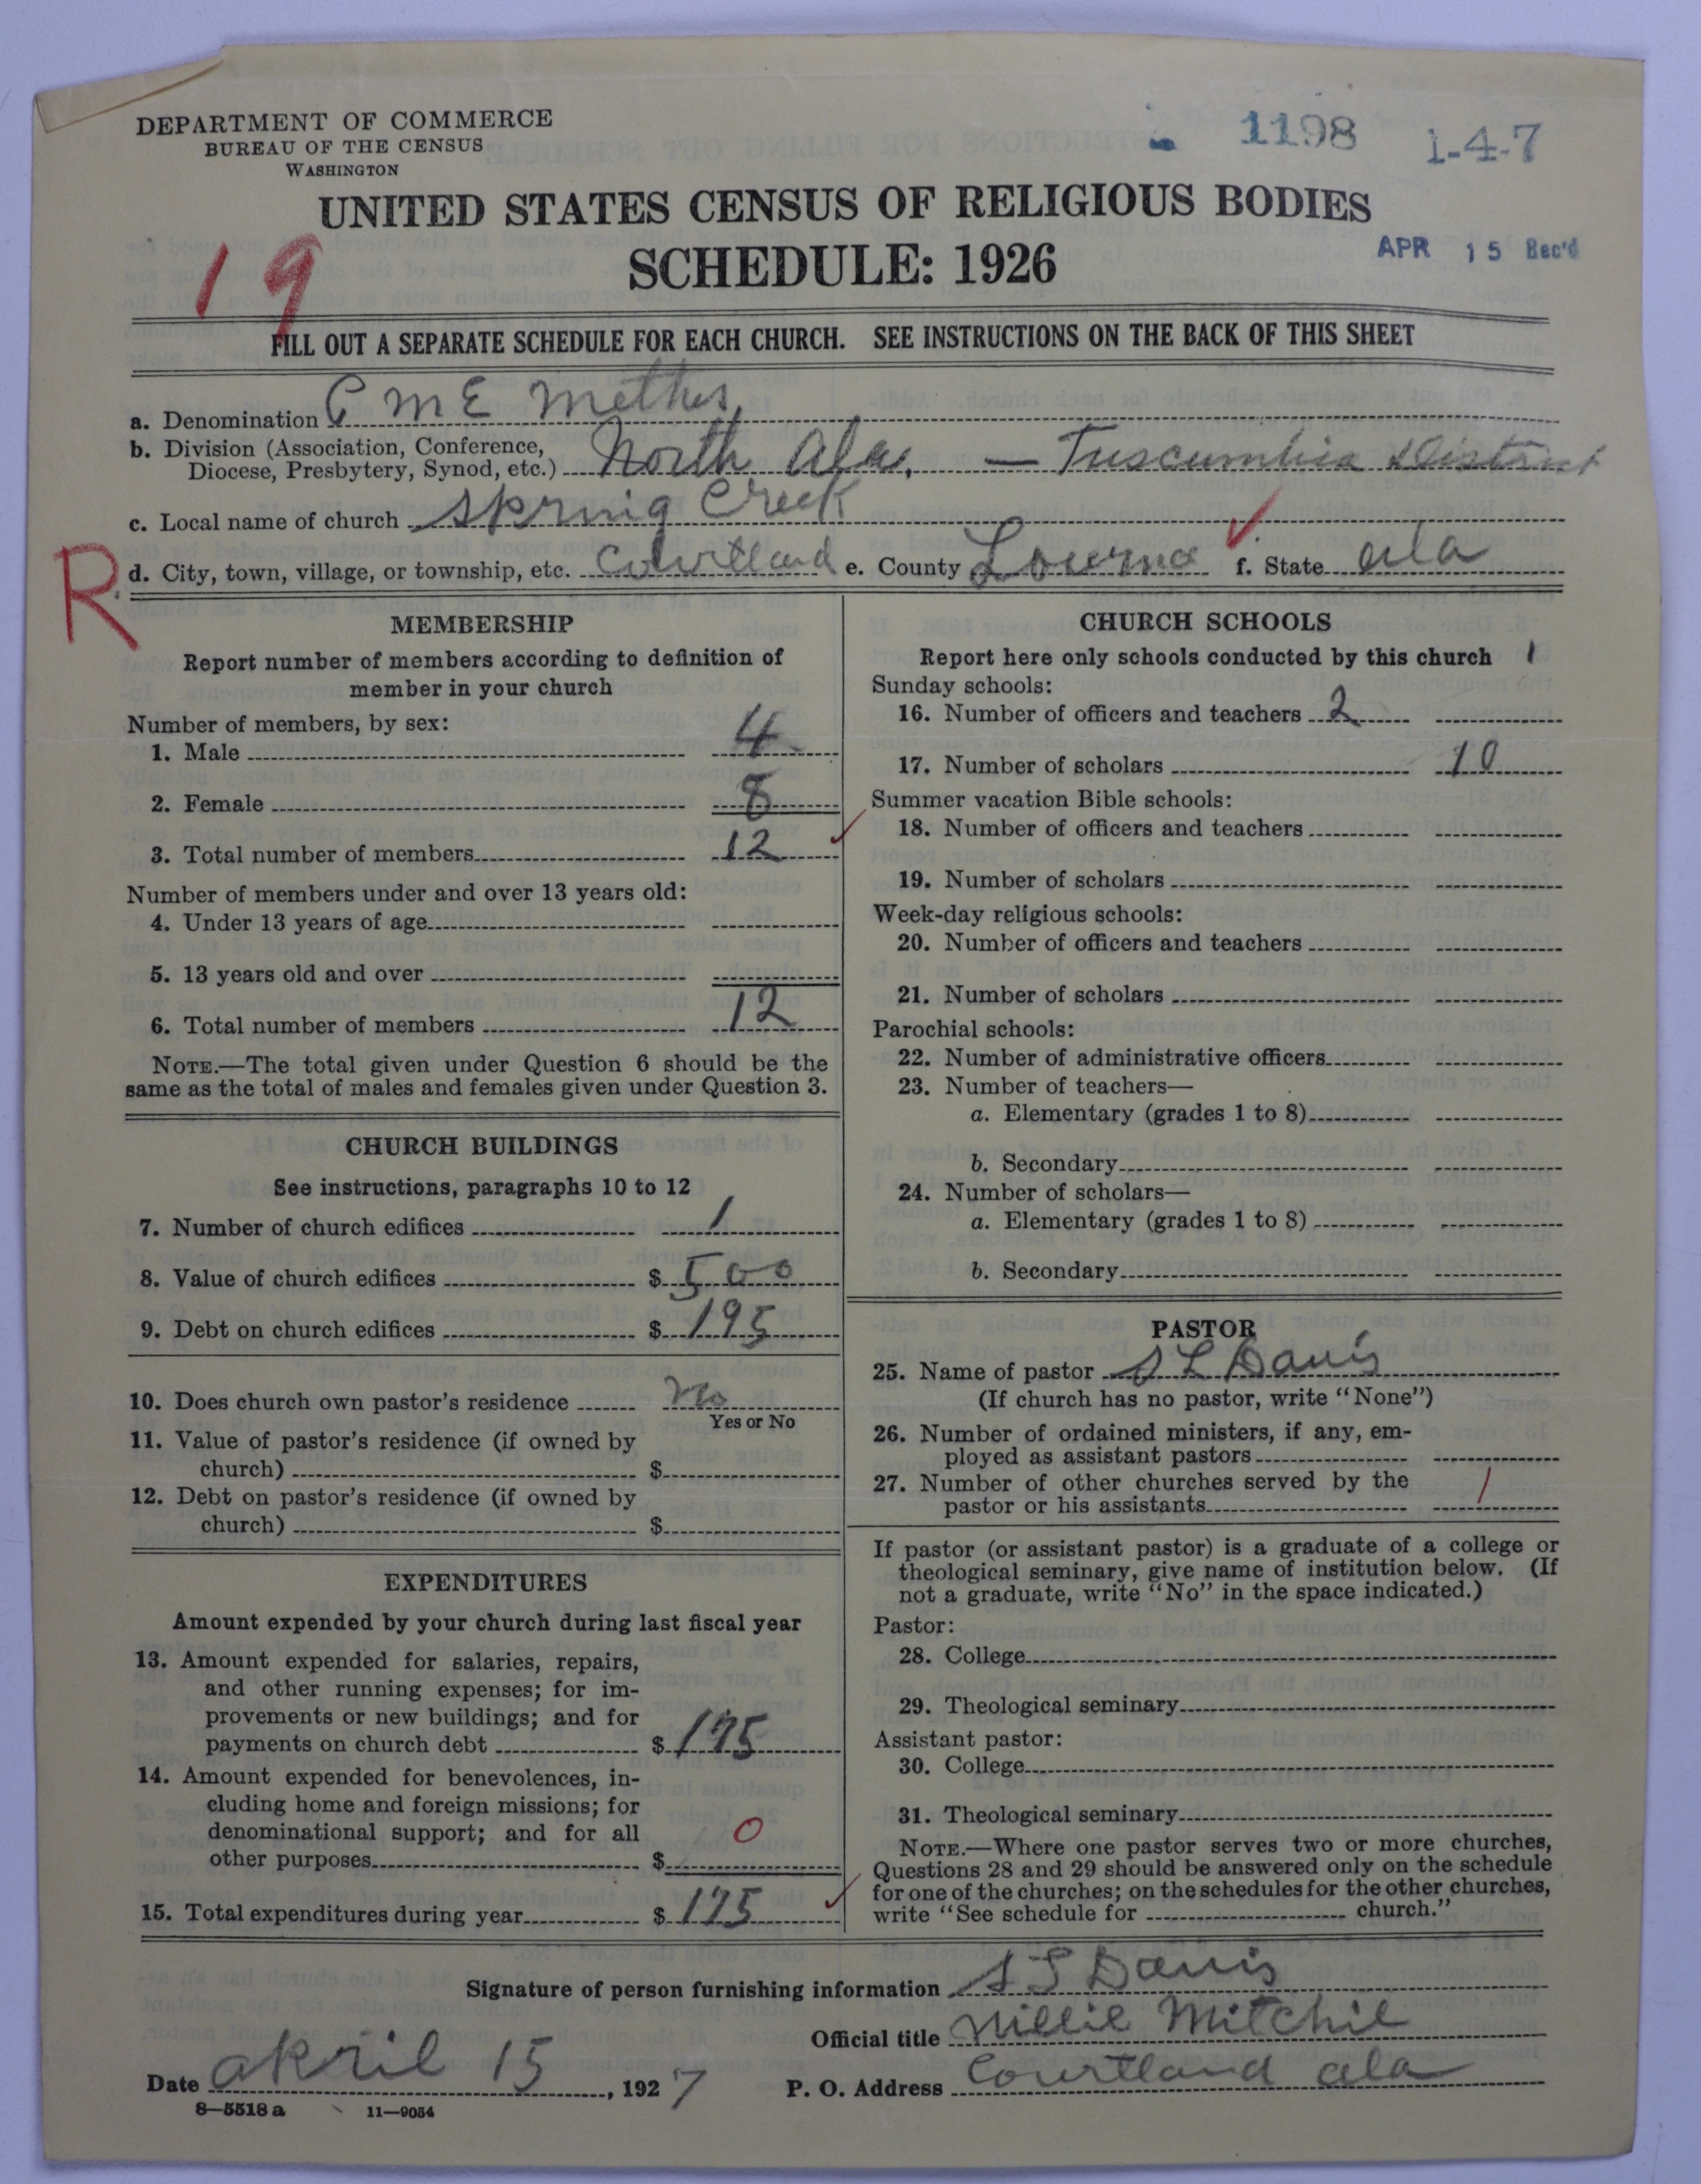 DEPARTMENT OF COMMERCE
BUREAU OF THE CENSUS
WASHINGTON
1198 1-4-7
UNITED STATES CENSUS OF RELIGIOUS BODIES
SCHEDULE: 1926
APR 15 Rec'd
19
FILL OUT A SEPARATE SCHEDULE FOR EACH CHURCH. SEE INSTRUCTIONS ON THE BACK OF THIS SHEET
a. Denomination C M E Methes
b. Division (Association, Conference,
Diocese, Presbytery, Synod, etc.) North Ala. — Tuscumbia District
c. Local name of church Spring Creek
R
d. City, town, village, or township, etc. Courtland e. County f. State Ala
MEMBERSHIP
Report number of members according to definition of
member in your church
Number of members, by sex:
1. Male 4
2. Female 8
3. Total number of members 12
Number of members under and over 13 years old:
4. Under 13 years of age
5. 13 years old and over
6. Total number of members 12
NOTE.—The total given under Question 6 should be the
same as the total of males and females given under Question 3.
CHURCH BUILDINGS
See instructions, paragraphs 10 to 12
7. Number of church edifices 1
8. Value of church edifices $ 500
9. Debt on church edifices $ 195
10. Does church own pastor's residence No
Yes or No
11. Value of pastor's residence (if owned by
church) $
12. Debt on pastor's residence (if owned by
church) $
EXPENDITURES
Amount expended by your church during last fiscal year
13. Amount expended for salaries, repairs,
and other running expenses; for im-
provements or new buildings; and for
payments on church debt $ 175
14. Amount expended for benevolences, in-
cluding home and foreign missions; for
denominational support; and for all
other purposes $ 0
15. Total expenditures during year $ 175
CHURCH SCHOOLS
Report here only schools conducted by this church 1
Sunday schools:
16. Number of officers and teachers 2
17. Number of scholars 10
Summer vacation Bible schools:
18. Number of officers and teachers
19. Number of scholars
Week-day religious schools:
20. Number of officers and teachers
21. Number of scholars
Parochial schools:
22. Number of administrative officers
23. Number of teachers—
a. Elementary (grades 1 to 8)
b. Secondary
24. Number of scholars—
a. Elementary (grades 1 to 8)
b. Secondary
PASTOR
25. Name of pastor S L Davis
(If church has no pastor, write "None")
26. Number of ordained ministers, if any, em-
ployed as assistant pastors
27. Number of other churches served by the
pastor or his assistants 1
If pastor (or assistant pastor) is a graduate of a college or
theological seminary, give name of institution below. (If
not a graduate, write "No" in the space indicated.)
Pastor:
28. College
29. Theological seminary
Assistant pastor:
30. College
31. Theological seminary
NOTE.—Where one pastor serves two or more churches,
Questions 28 and 29 should be answered only on the schedule
for one of the churches; on the schedules for the other churches,
write "See schedule for church."
Signature of person furnishing information S L Davis
Official title Nillie Mitchil
Date April 15, 1927 P. O. Address Courtland Ala
8—5518 a 11—9054